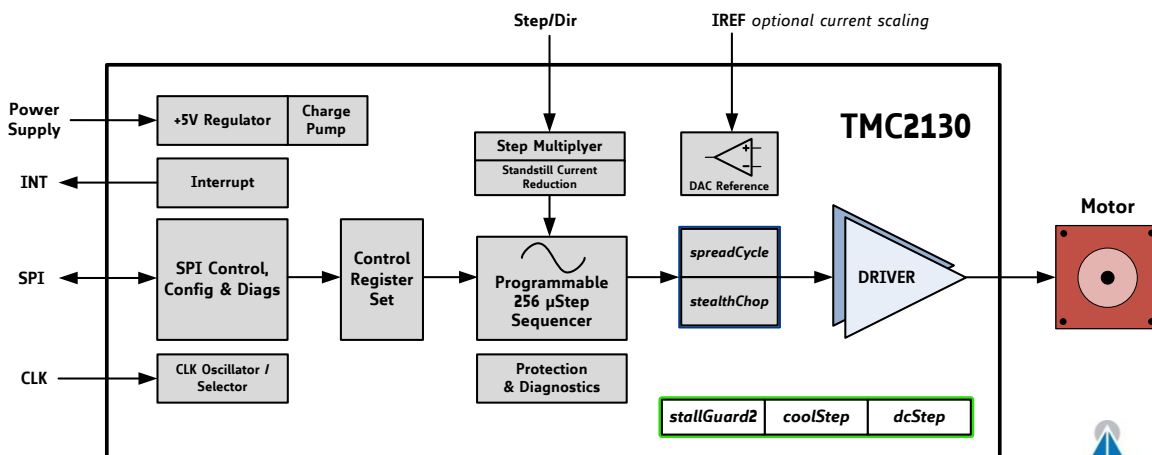 Step/Dir
IREF optional current scaling
Power
Supply
+5V Regulator
Charge
Pump
TMC2130
Step Multiplyer
Standstill Current
Reduction
+
-
DAC Reference
INT
Interrupt
Motor
SPI
SPI Control,
Config & Diags
Control
Register
Set
Programmable
256 µStep
Sequencer
spreadCycle
stealthChop
DRIVER
CLK
CLK Oscillator /
Selector
Protection
& Diagnostics
stallGuard2
coolStep
dcStep